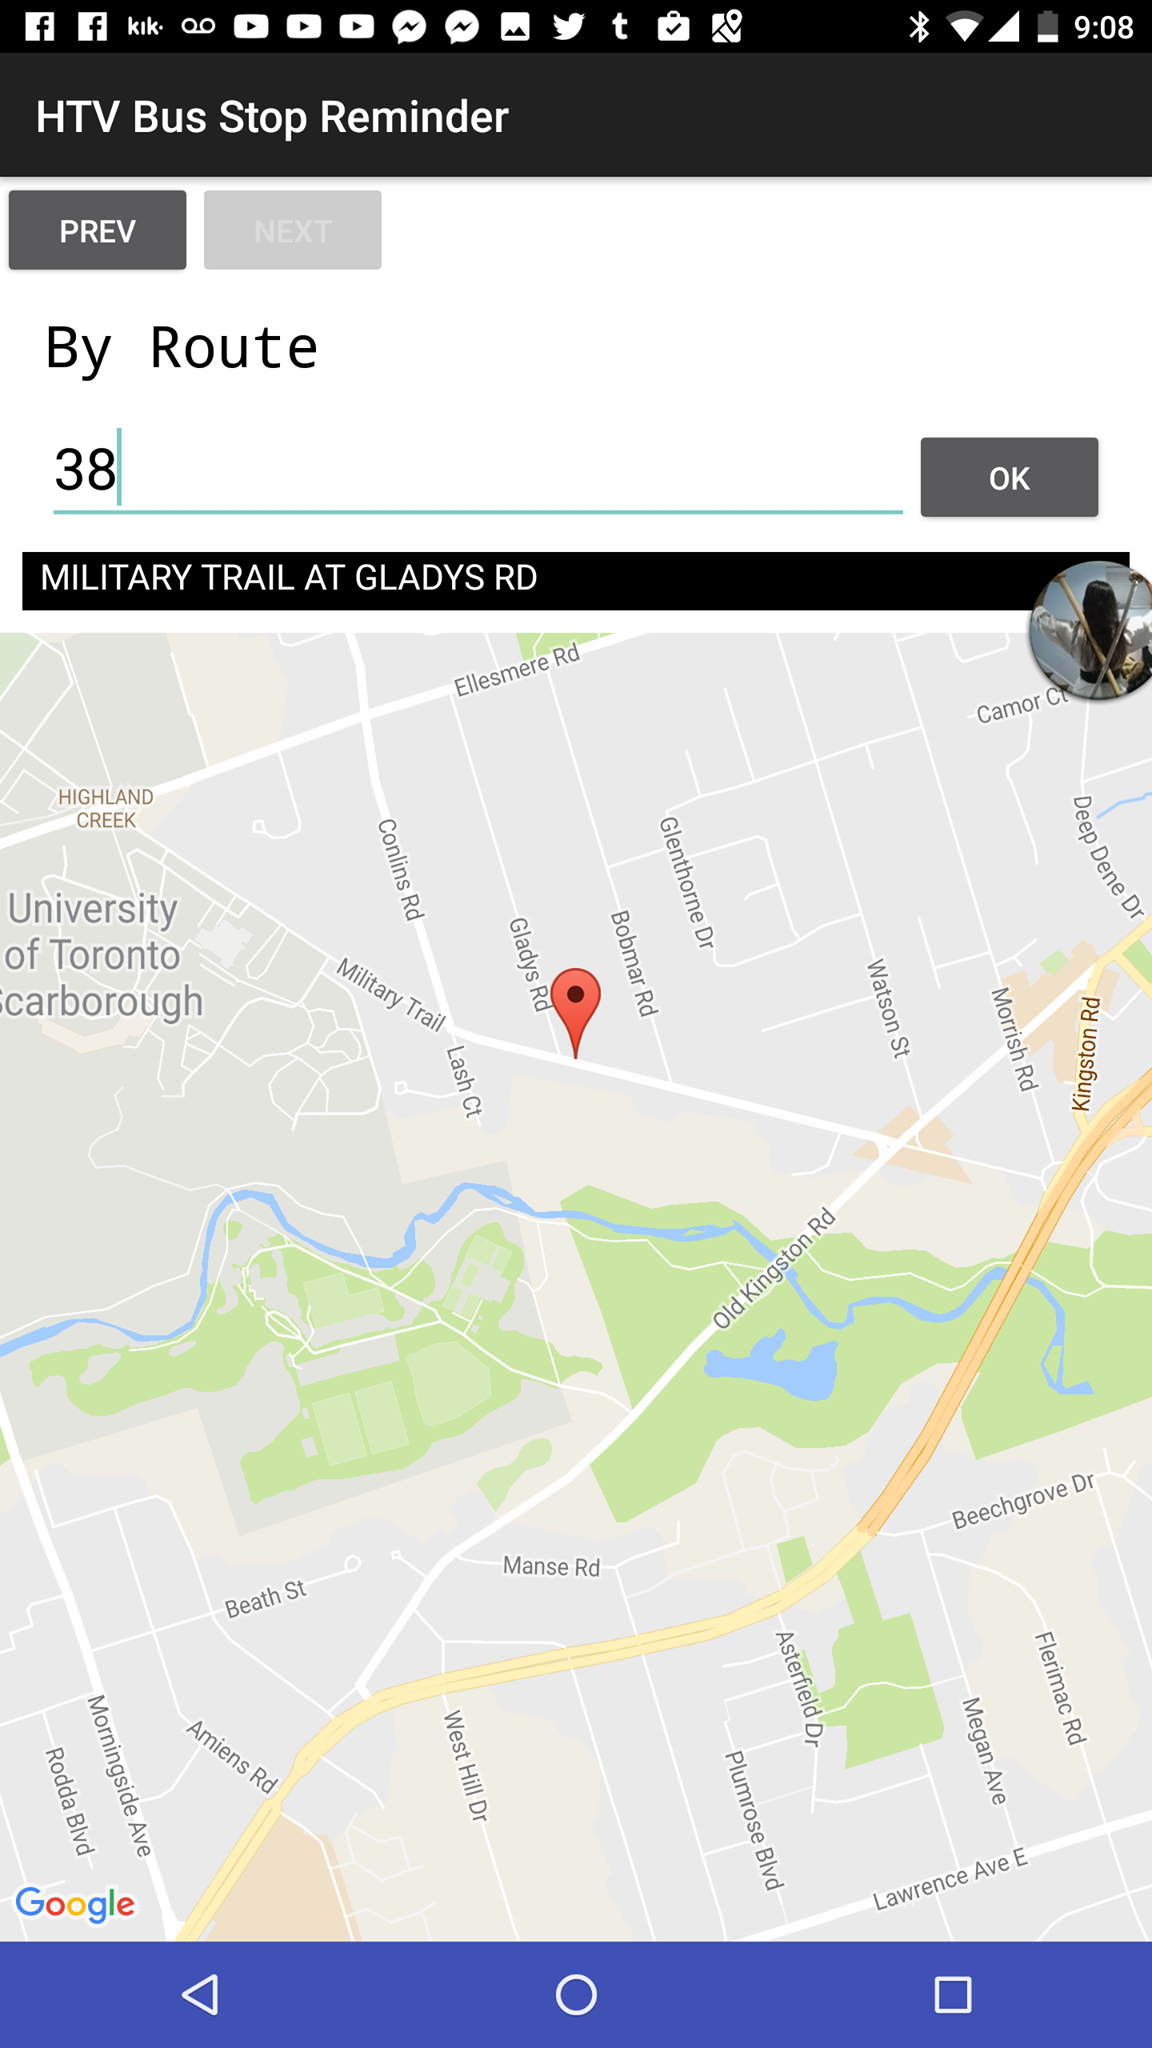 kik
9:08
HTV Bus Stop Reminder
PREV
NEXT
By Route
38
OK
MILITARY TRAIL AT GLADYS RD
Ellesmere Rd
Camor Ct
HIGHLAND
CREEK
Deep Dene Dr
Conlins Rd
Glenthorne Dr
University
of Toronto
Scarborough
Gladys Rd
Bobmar Rd
Military Trail
Watson St
Morrish Rd
Kingston Rd
Lash Ct
Old Kingston Rd
Beechgrove Dr
Manse Rd
Beath St
Asterfield Dr
Flerimac Rd
Morningside Ave
Amiens Rd
West Hill Dr
Megan Ave
Rodda Blvd
Plumrose Blvd
Lawrence Ave E
Google